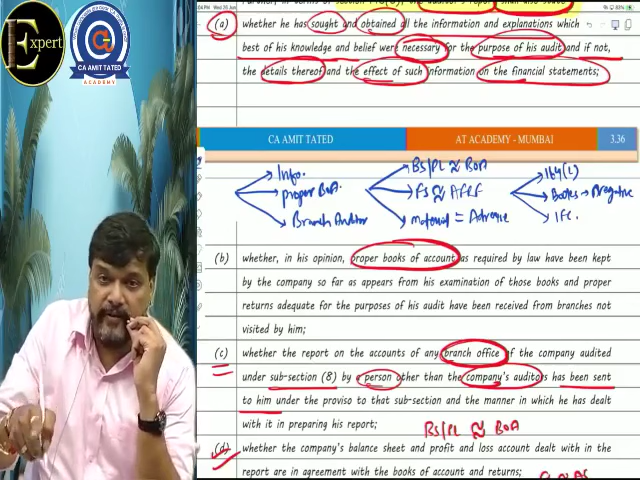 Expert
CA AMIT TATED
ACADEMY
(a) whether he has sought and obtained all the information and explanations which
best of his knowledge and belief were necessary for the purpose of his audit and if not,
the details thereof and the effect of such information on the financial statements;
CA AMIT TATED AT ACADEMY - MUMBAI 3.36
Info. BS/PL ≈ BOA
proper BOA. FS ≈ AFRF
Branch Auditor
IFC.
(b) whether, in his opinion, proper books of account as required by law have been kept
by the company so far as appears from his examination of those books and proper
returns adequate for the purposes of his audit have been received from branches not
visited by him;
(c) whether the report on the accounts of any branch office of the company audited
under sub-section (8) by a person other than the company's auditors has been sent
to him under the proviso to that sub-section and the manner in which he has dealt
with it in preparing his report;
BS/PL ≈ BOA
(d) whether the company's balance sheet and profit and loss account dealt with in the
report are in agreement with the books of account and returns;